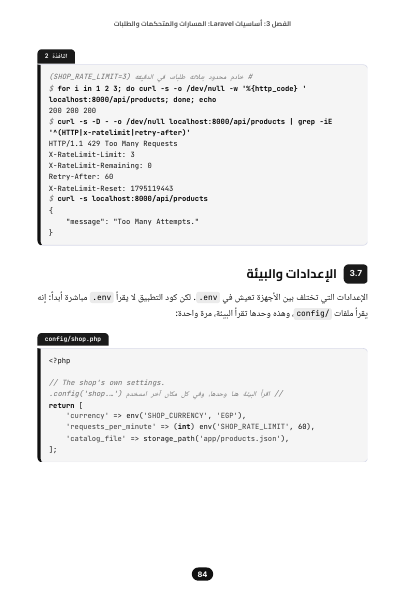 الفصل 3: أساسيات Laravel: المسارات والمتحكمات والطلبات
النافذة 2
# خادم محدود بثلاثة طلبات في الدقيقة (SHOP_RATE_LIMIT=3)
$ for i in 1 2 3; do curl -s -o /dev/null -w '%{http_code} '
localhost:8000/api/products; done; echo
200 200 200
$ curl -s -D - -o /dev/null localhost:8000/api/products | grep -iE
'^(HTTP|x-ratelimit|retry-after)'
HTTP/1.1 429 Too Many Requests
X-RateLimit-Limit: 3
X-RateLimit-Remaining: 0
Retry-After: 60
X-RateLimit-Reset: 1795119443
$ curl -s localhost:8000/api/products
{
"message": "Too Many Attempts."
}
3.7 الإعدادات والبيئة
الإعدادات التي تختلف بين الأجهزة تعيش في .env. لكن كود التطبيق لا يقرأ .env مباشرة أبدًا: إنه
يقرأ ملفات config/، وهذه وحدها تقرأ البيئة، مرة واحدة:
config/shop.php
<?php
// The shop's own settings.
// اقرأ البيئة هنا وحدها، وفي كل مكان آخر استخدم config('shop.…').
return [
'currency' => env('SHOP_CURRENCY', 'EGP'),
'requests_per_minute' => (int) env('SHOP_RATE_LIMIT', 60),
'catalog_file' => storage_path('app/products.json'),
];
84